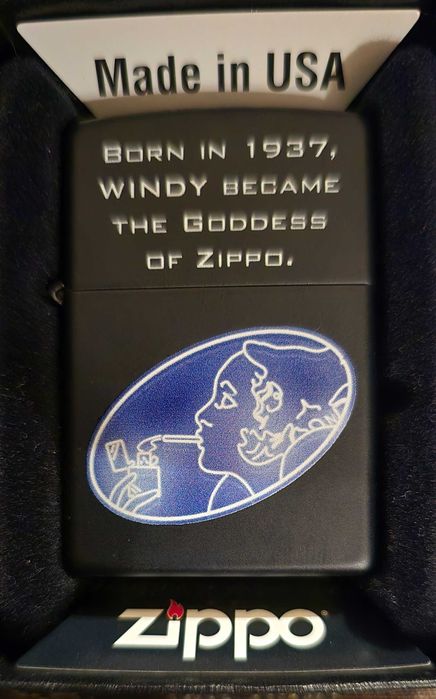 Made in USA
BORN IN 1937,
WINDY BECAME
THE GODDESS
OF ZIPPO.
zippo